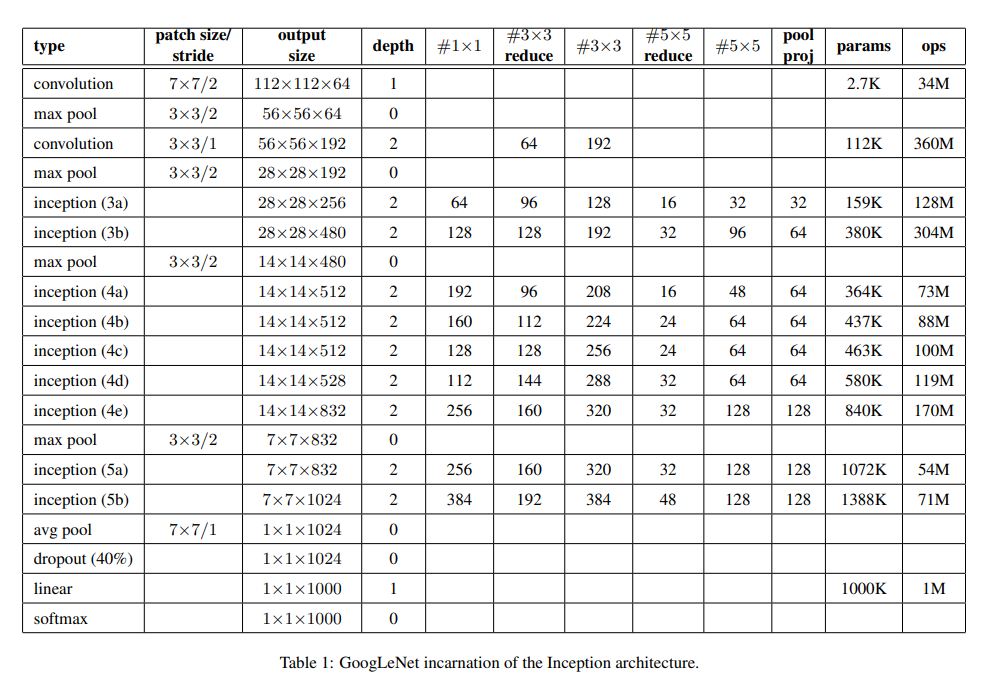 type patch size/stride output size depth #1×1 #3×3 reduce #3×3 #5×5 reduce #5×5 pool proj params ops
convolution 7×7/2 112×112×64 1 2.7K 34M
max pool 3×3/2 56×56×64 0
convolution 3×3/1 56×56×192 2 64 192 112K 360M
max pool 3×3/2 28×28×192 0
inception (3a) 28×28×256 2 64 96 128 16 32 32 159K 128M
inception (3b) 28×28×480 2 128 128 192 32 96 64 380K 304M
max pool 3×3/2 14×14×480 0
inception (4a) 14×14×512 2 192 96 208 16 48 64 364K 73M
inception (4b) 14×14×512 2 160 112 224 24 64 64 437K 88M
inception (4c) 14×14×512 2 128 128 256 24 64 64 463K 100M
inception (4d) 14×14×528 2 112 144 288 32 64 64 580K 119M
inception (4e) 14×14×832 2 256 160 320 32 128 128 840K 170M
max pool 3×3/2 7×7×832 0
inception (5a) 7×7×832 2 256 160 320 32 128 128 1072K 54M
inception (5b) 7×7×1024 2 384 192 384 48 128 128 1388K 71M
avg pool 7×7/1 1×1×1024 0
dropout (40%) 1×1×1024 0
linear 1×1×1000 1 1000K 1M
softmax 1×1×1000 0
Table 1: GoogLeNet incarnation of the Inception architecture.